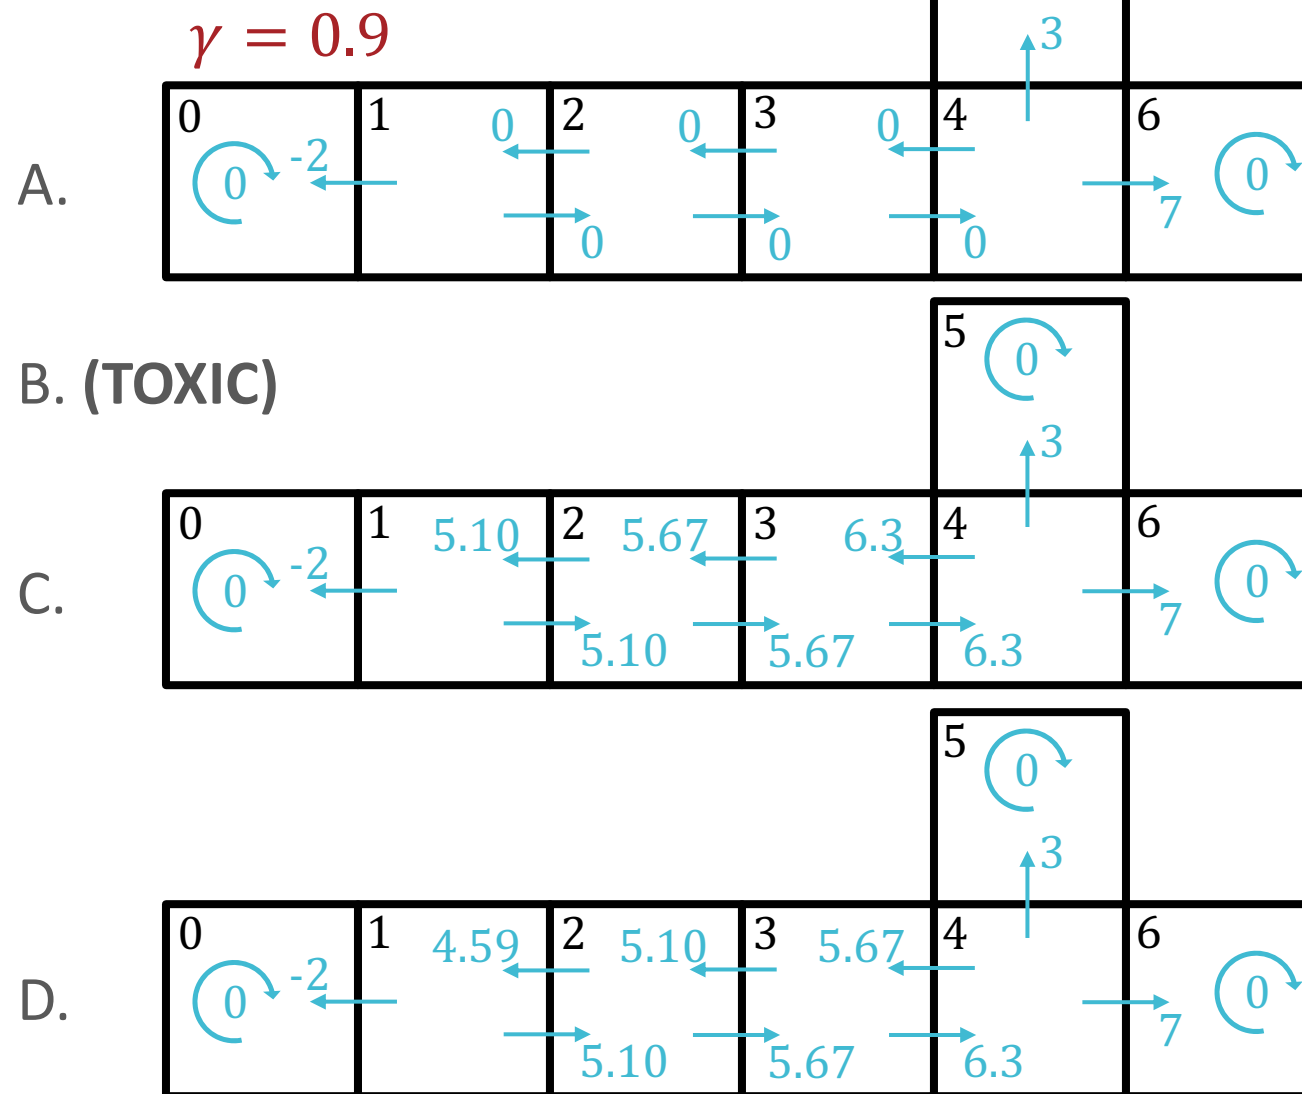 γ = 0.9
3
0 1 0 2 0 3 0 4 6
A. 0 -2 0
0 0 0 7
5
0
B. (TOXIC)
3
0 1 5.10 2 5.67 3 6.3 4 6
C. 0 -2 0
5.10 5.67 6.3 7
5
0
3
0 1 4.59 2 5.10 3 5.67 4 6
D. 0 -2 0
5.10 5.67 6.3 7